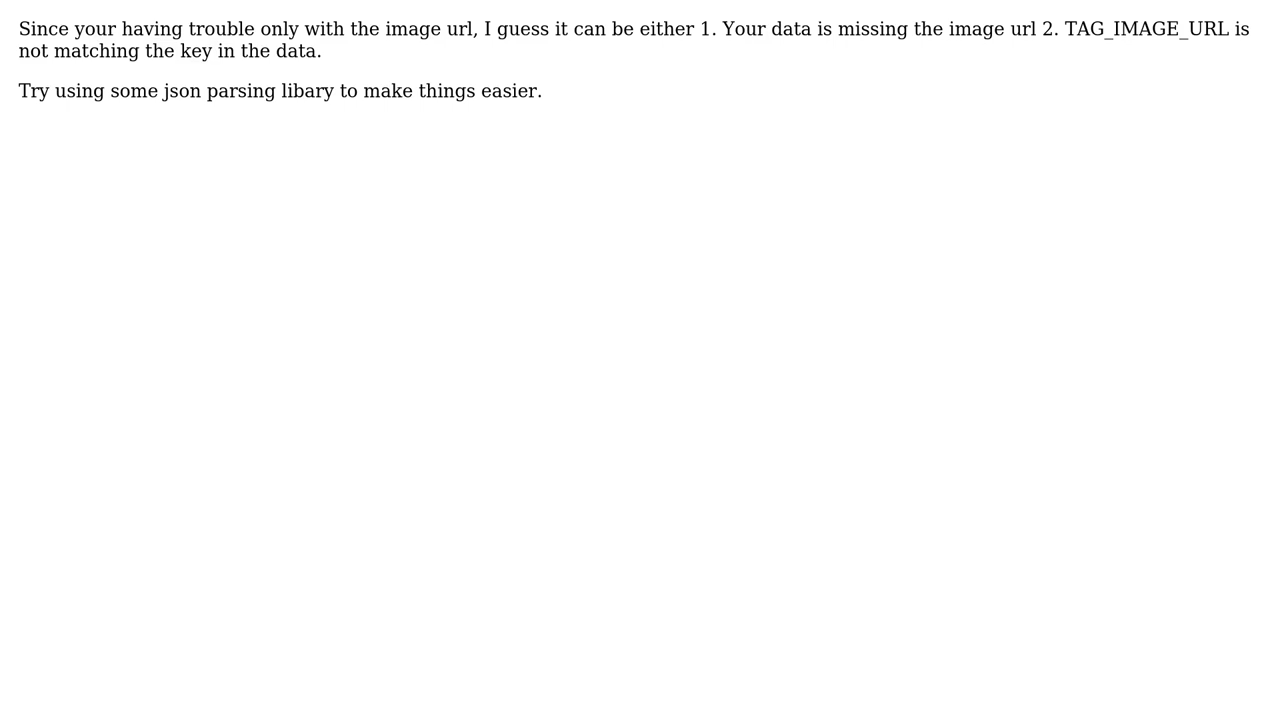 Since your having trouble only with the image url, I guess it can be either 1. Your data is missing the image url 2. TAG_IMAGE_URL is
not matching the key in the data.
Try using some json parsing libary to make things easier.